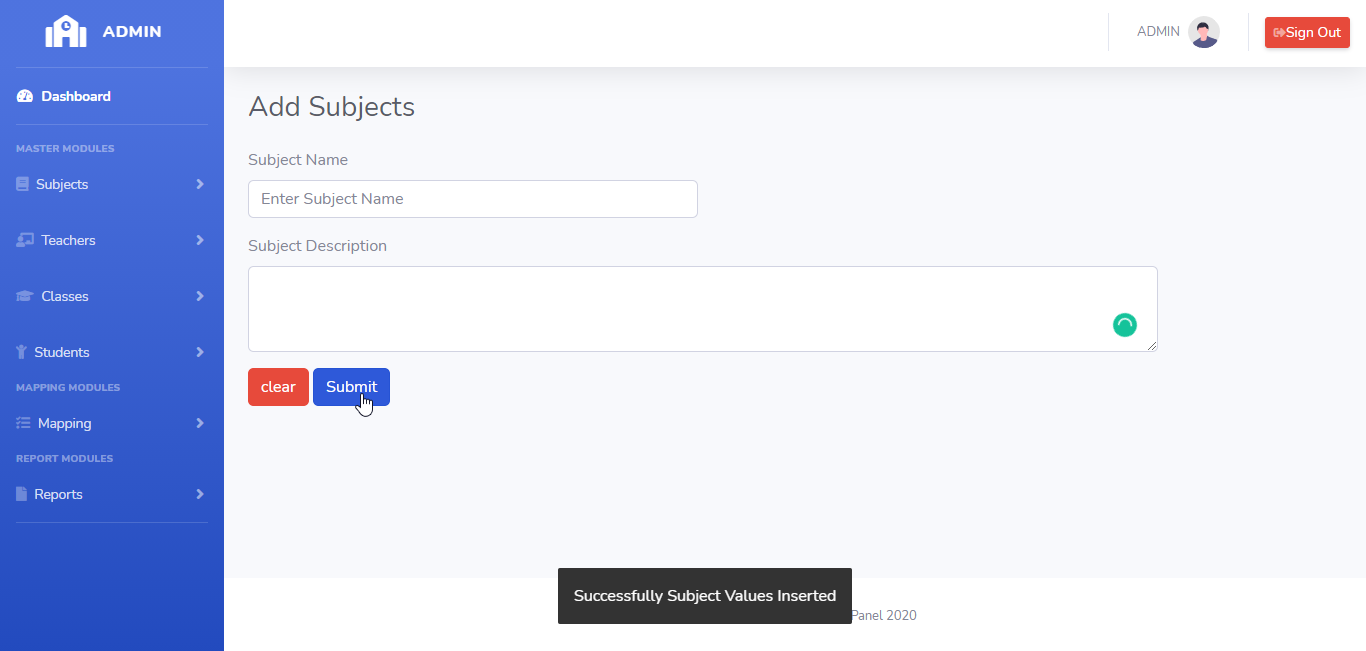 ADMIN
ADMIN
Sign Out
Dashboard
Add Subjects
MASTER MODULES
Subject Name
Subjects
Enter Subject Name
Teachers
Subject Description
Classes
Students
MAPPING MODULES
clear
Submit
Mapping
REPORT MODULES
Reports
Successfully Subject Values Inserted
Panel 2020